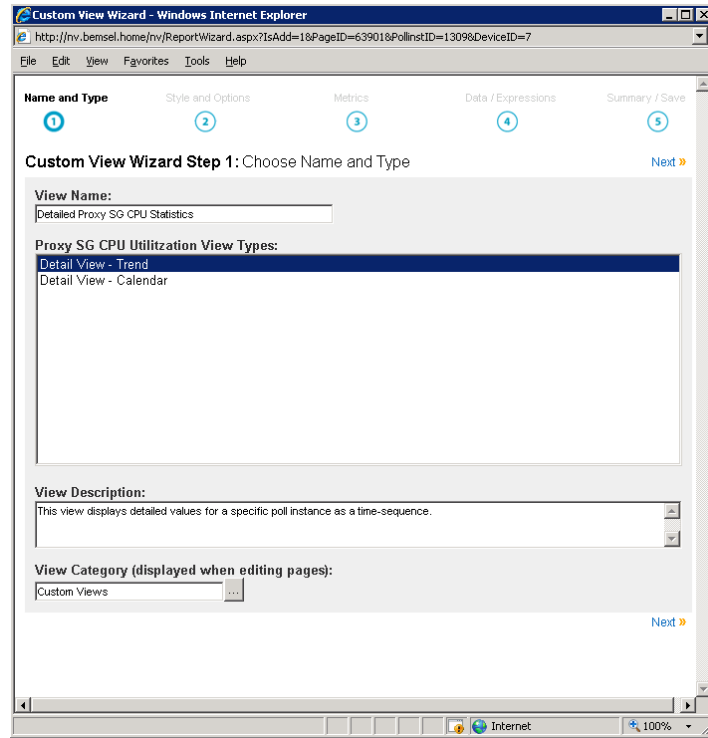 Custom View Wizard - Windows Internet Explorer
http://nv.bemsel.home/nv/ReportWizard.aspx?IsAdd=1&PageID=63901&PollinstID=1309&DeviceID=7
File Edit View Favorites Tools Help
Name and Type Style and Options Metrics Data / Expressions Summary / Save
1 2 3 4 5
Custom View Wizard Step 1: Choose Name and Type Next »
View Name:
Detailed Proxy SG CPU Statistics
Proxy SG CPU Utilitzation View Types:
Detail View - Trend
Detail View - Calendar
View Description:
This view displays detailed values for a specific poll instance as a time-sequence.
View Category (displayed when editing pages):
Custom Views ...
Next »
Internet 100%